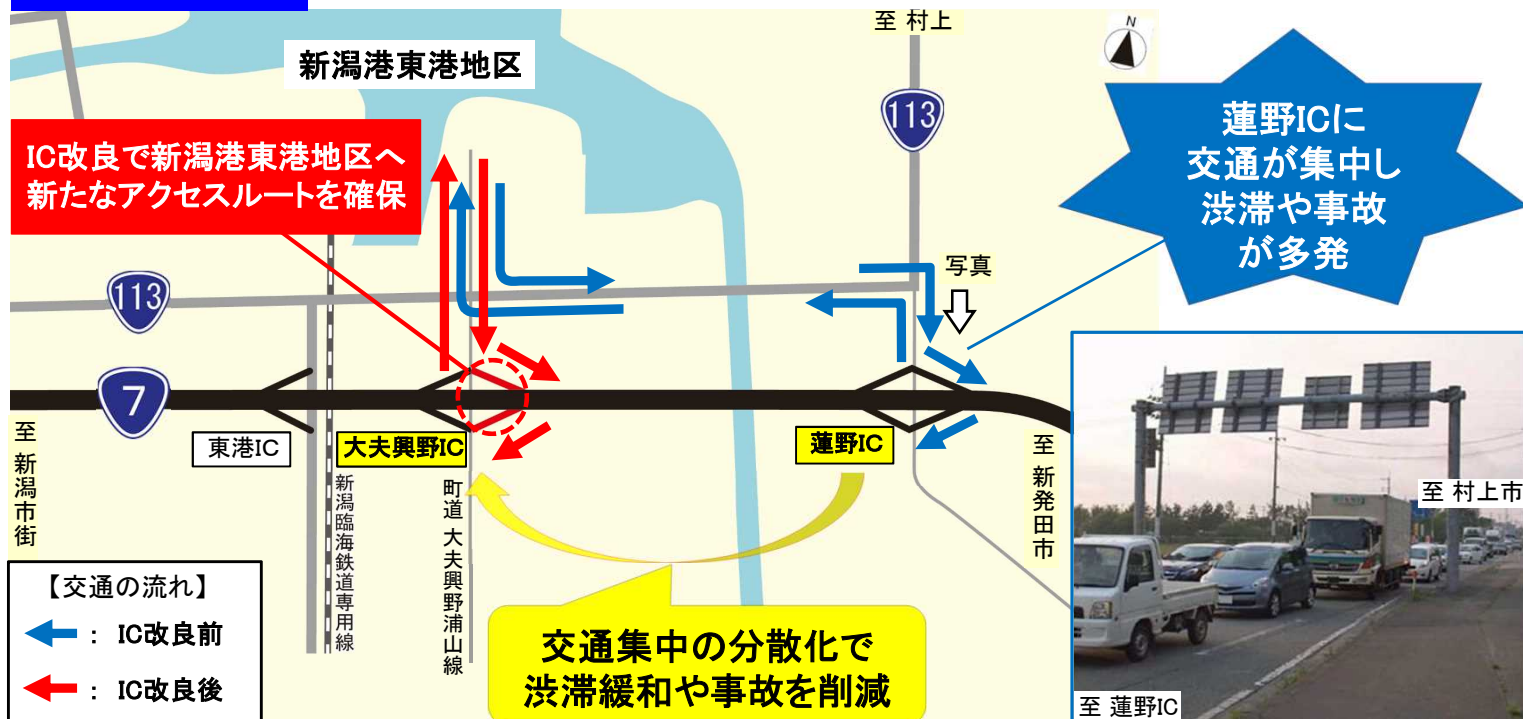 至 村上
N
新潟港東港地区
113
蓮野ICに
交通が集中し
渋滞や事故
が多発
IC改良で新潟港東港地区へ
新たなアクセスルートを確保
写真
113
7
至 新潟市街
東港IC
大夫興野IC
蓮野IC
至 新発田市
新潟臨海鉄道専用線
町道 大夫興野浦山線
至 村上市
【交通の流れ】
： IC改良前
： IC改良後
交通集中の分散化で
渋滞緩和や事故を削減
至 蓮野IC